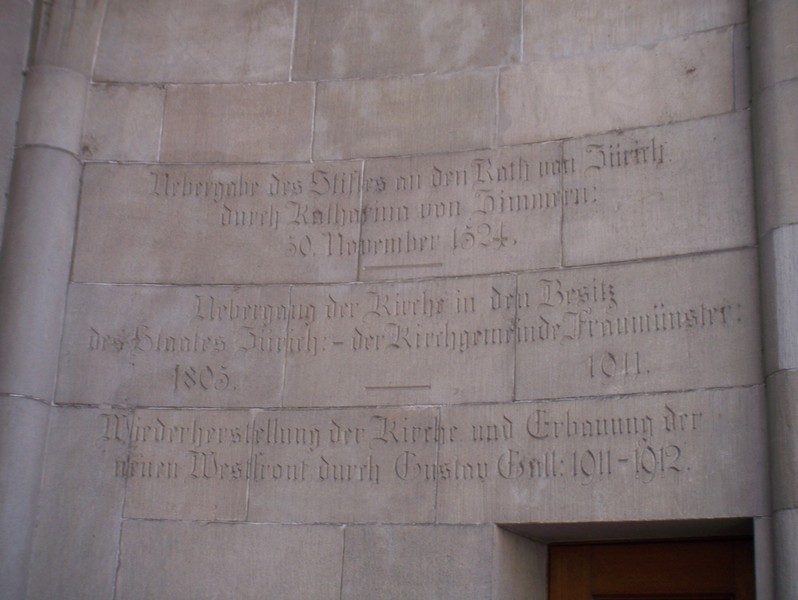 Uebergabe des Stiftes an den Rath von Zürich
durch Katharina von Zimmern:
30. November 1524.
Uebergang der Kirche in den Besitz
des Staates Zürich: - der Kirchgemeinde Fraumünster:
1805. 1911.
Wiederherstellung der Kirche und Erbauung der
neuen Westfront durch Gustav Gull: 1911-1912.